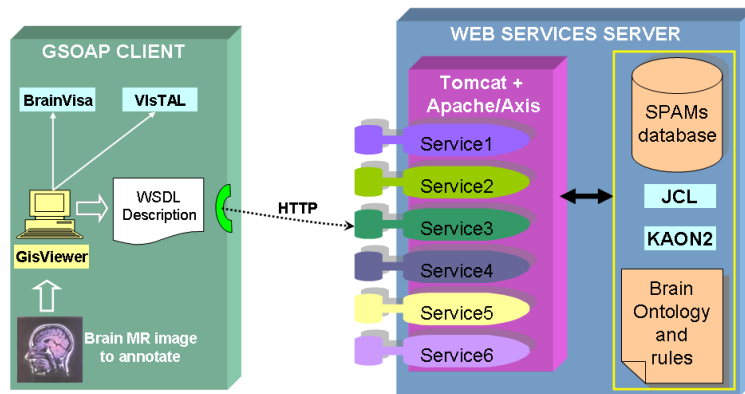 GSOAP CLIENT
BrainVisa
VIsTAL
WSDL
Description
GisViewer
Brain MR image
to annotate
HTTP
WEB SERVICES SERVER
Tomcat +
Apache/Axis
Service1
Service2
Service3
Service4
Service5
Service6
SPAMs
database
JCL
KAON2
Brain
Ontology
and
rules